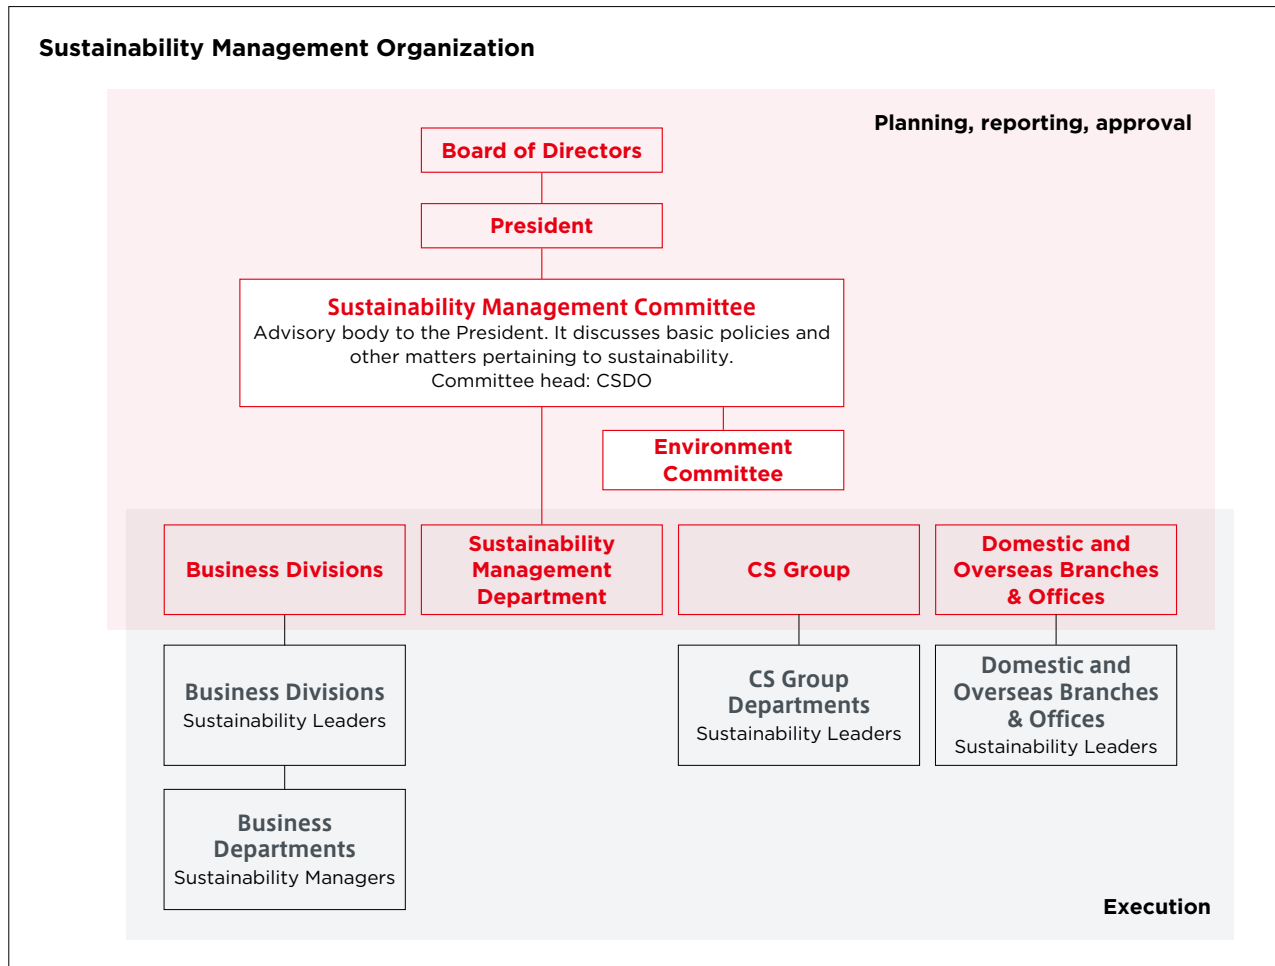 Sustainability Management Organization
Planning, reporting, approval
Board of Directors
President
Sustainability Management Committee
Advisory body to the President. It discusses basic policies and
other matters pertaining to sustainability.
Committee head: CSDO
Environment
Committee
Business Divisions
Sustainability
Management
Department
CS Group
Domestic and
Overseas Branches
& Offices
Business Divisions
Sustainability Leaders
CS Group
Departments
Sustainability Leaders
Domestic and
Overseas Branches
& Offices
Sustainability Leaders
Business
Departments
Sustainability Managers
Execution